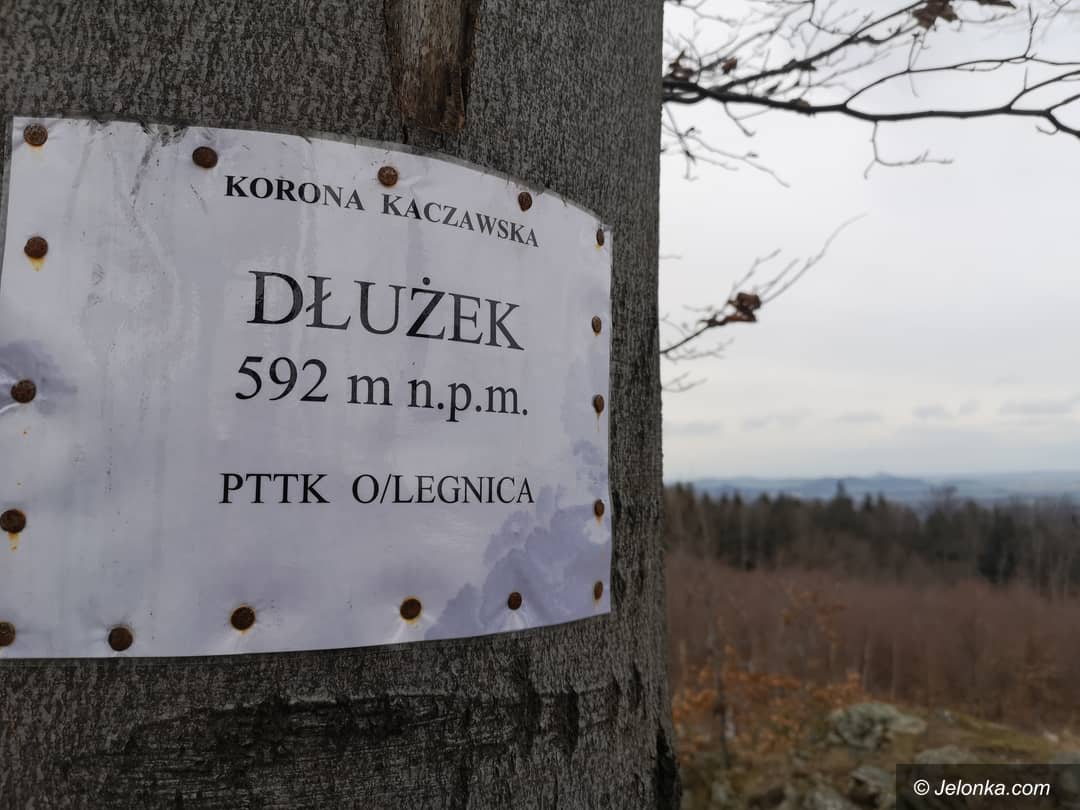 KORONA KACZAWSKA
DŁUŻEK
592 m n.p.m.
PTTK O/LEGNICA
© Jelonka.com